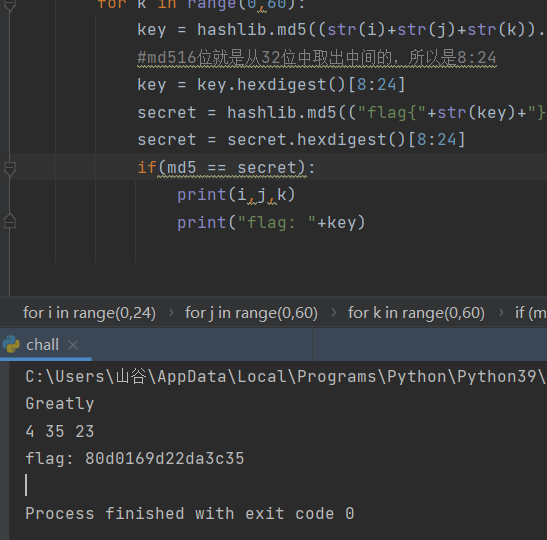 for k in range(0,60):
key = hashlib.md5((str(i)+str(j)+str(k)).
#md516位就是从32位中取出中间的，所以是8:24
key = key.hexdigest()[8:24]
secret = hashlib.md5(("flag{"+str(key)+"}
secret = secret.hexdigest()[8:24]
if(md5 == secret):
print(i,j,k)
print("flag: "+key)
for i in range(0,24) › for j in range(0,60) › for k in range(0,60) › if (m
chall ×
C:\Users\山谷\AppData\Local\Programs\Python\Python39\
Greatly
4 35 23
flag: 80d0169d22da3c35
Process finished with exit code 0